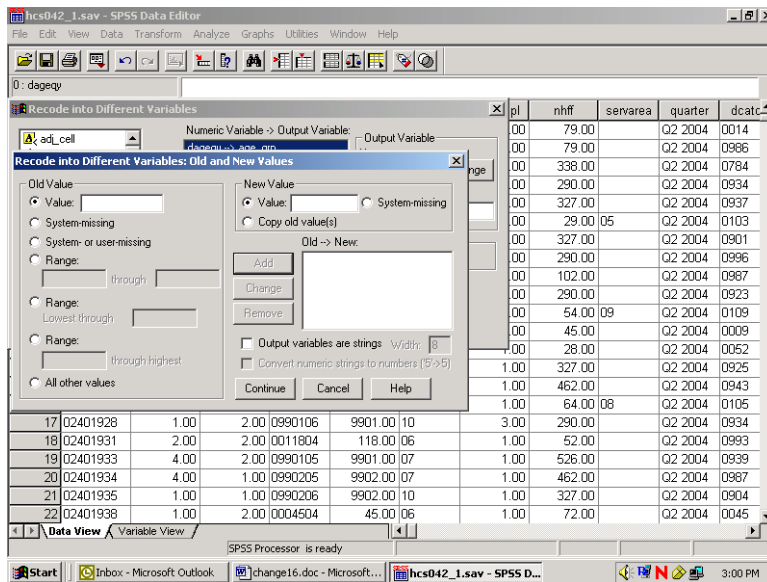 hcs042_1.sav - SPSS Data Editor
File Edit View Data Transform Analyze Graphs Utilities Window Help
0 : dageqy
pl nhff servarea quarter dcatc
Recode into Different Variables
adj_cell
Numeric Variable -> Output Variable:
dageqy --> age_grp
Output Variable
nge
Recode into Different Variables: Old and New Values
Old Value
Value:
System-missing
System- or user-missing
Range:
through
Range:
Lowest through
Range:
through highest
All other values
New Value
Value:
System-missing
Copy old value(s)
Old --> New:
Add
Change
Remove
Output variables are strings Width: 8
Convert numeric strings to numbers ('5'->5)
Continue Cancel Help
.00 79.00 Q2 2004 0014
.00 79.00 Q2 2004 0986
.00 338.00 Q2 2004 0784
.00 290.00 Q2 2004 0934
.00 327.00 Q2 2004 0937
.00 29.00 05 Q2 2004 0103
.00 327.00 Q2 2004 0901
.00 290.00 Q2 2004 0996
.00 102.00 Q2 2004 0987
.00 290.00 Q2 2004 0923
.00 54.00 09 Q2 2004 0109
.00 45.00 Q2 2004 0009
.00 28.00 Q2 2004 0052
1.00 327.00 Q2 2004 0925
1.00 462.00 Q2 2004 0943
1.00 64.00 08 Q2 2004 0105
17 02401928 1.00 2.00 0990106 9901.00 10 3.00 290.00 Q2 2004 0934
18 02401931 2.00 2.00 0011804 118.00 06 1.00 52.00 Q2 2004 0993
19 02401933 4.00 2.00 0990105 9901.00 07 1.00 526.00 Q2 2004 0939
20 02401934 4.00 1.00 0990205 9902.00 07 1.00 462.00 Q2 2004 0987
21 02401935 1.00 1.00 0990206 9902.00 10 1.00 327.00 Q2 2004 0904
22 02401938 1.00 2.00 0004504 45.00 06 1.00 72.00 Q2 2004 0045
Data View Variable View
SPSS Processor is ready
Start Inbox - Microsoft Outlook change16.doc - Microsoft... hcs042_1.sav - SPSS D... 3:00 PM